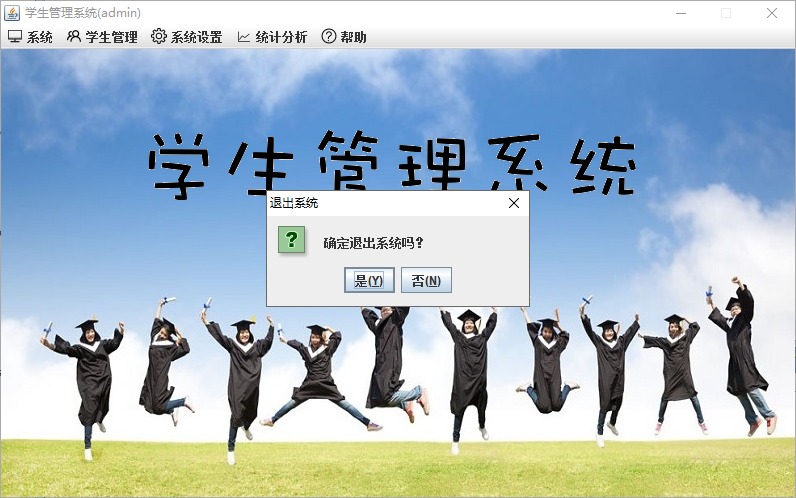 学生管理系统(admin)
系统 学生管理 系统设置 统计分析 帮助
学生管理系统
退出系统
?
确定退出系统吗?
是(Y) 否(N)